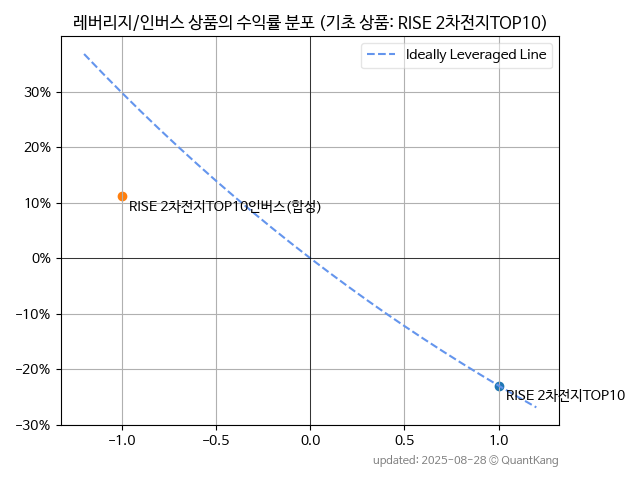 레버리지/인버스 상품의 수익률 분포 (기초 상품: RISE 2차전지TOP10)
Ideally Leveraged Line
30%
20%
RISE 2차전지TOP10인버스(합성)
10%
0%
−10%
−20%
RISE 2차전지TOP10
−30%
−1.0 −0.5 0.0 0.5 1.0
updated: 2025-08-28 © QuantKang